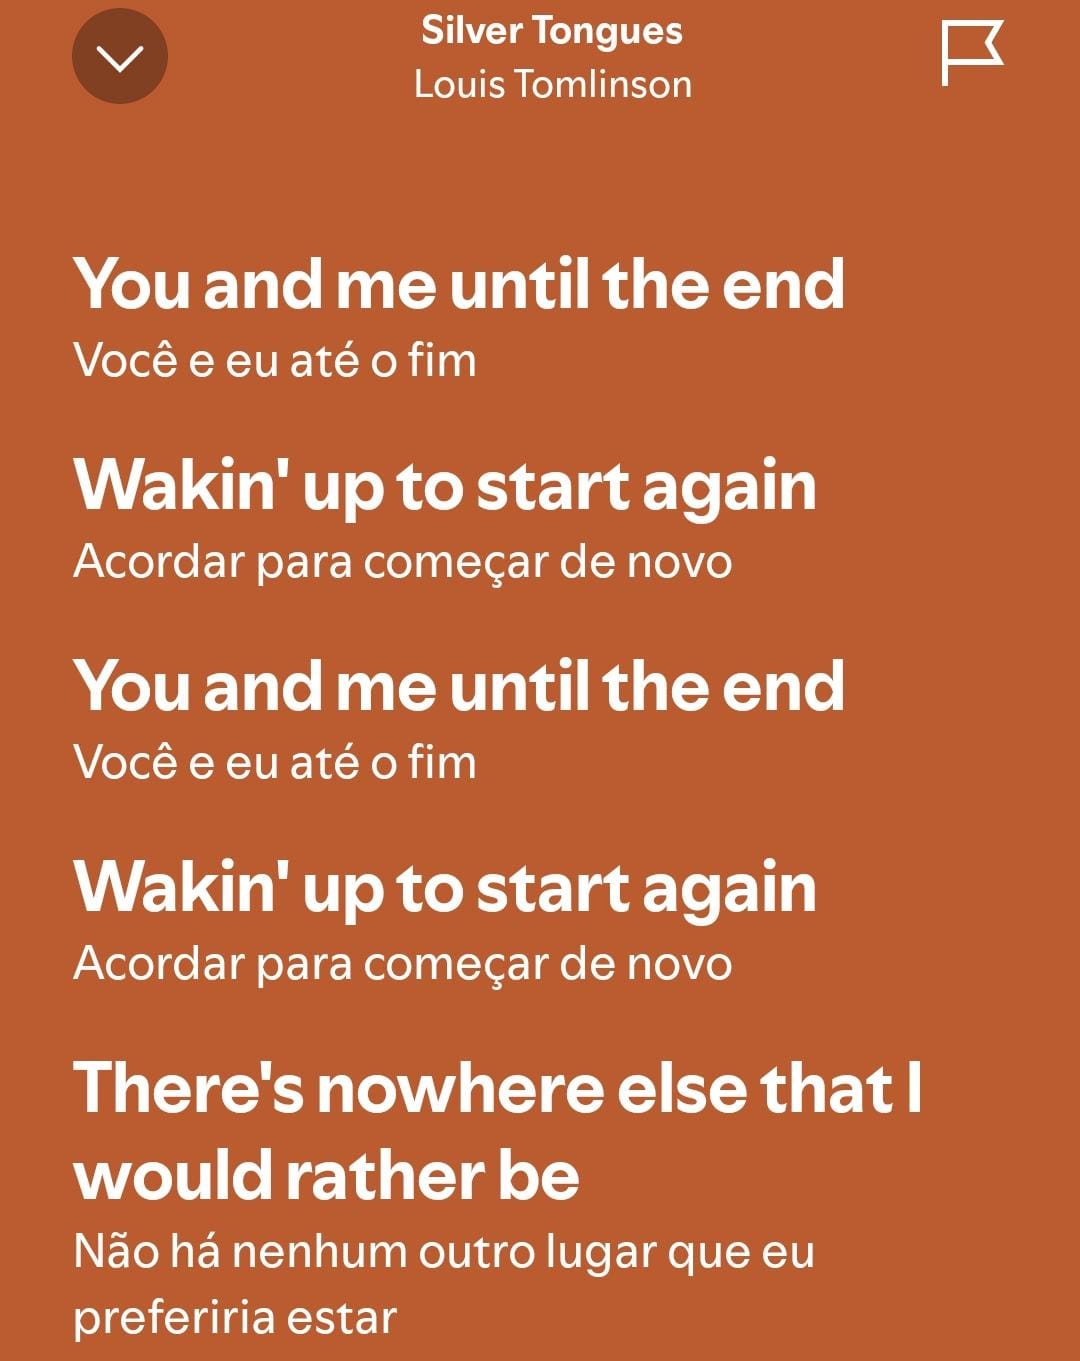 Silver Tongues
Louis Tomlinson
You and me until the end
Você e eu até o fim
Wakin' up to start again
Acordar para começar de novo
You and me until the end
Você e eu até o fim
Wakin' up to start again
Acordar para começar de novo
There's nowhere else that I
would rather be
Não há nenhum outro lugar que eu
preferiria estar